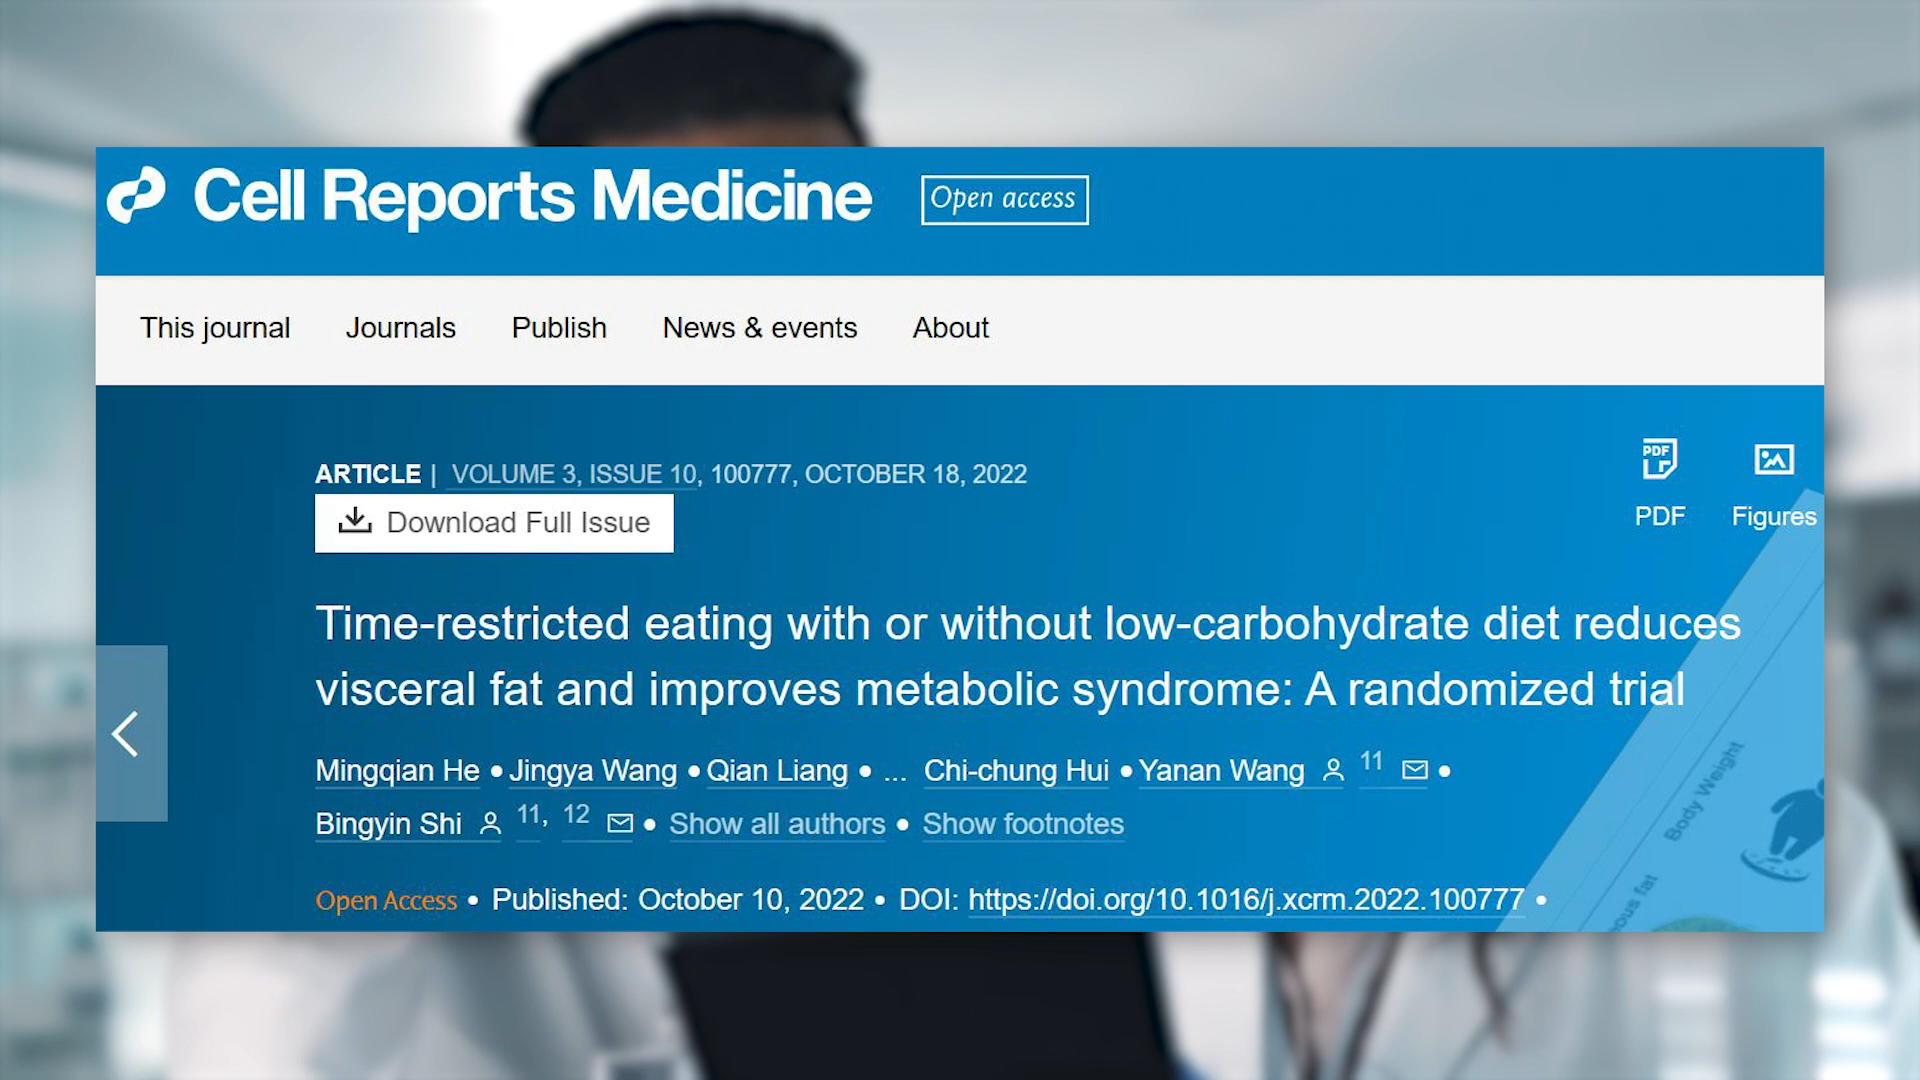 Cell Reports Medicine Open access
This journal Journals Publish News & events About
ARTICLE | VOLUME 3, ISSUE 10, 100777, OCTOBER 18, 2022
Download Full Issue
PDF
PDF Figures
Time-restricted eating with or without low-carbohydrate diet reduces
visceral fat and improves metabolic syndrome: A randomized trial
Mingqian He • Jingya Wang • Qian Liang • ... Chi-chung Hui • Yanan Wang 11 •
Bingyin Shi 11, 12 • Show all authors • Show footnotes
Open Access • Published: October 10, 2022 • DOI: https://doi.org/10.1016/j.xcrm.2022.100777 •
Body Weight
fat